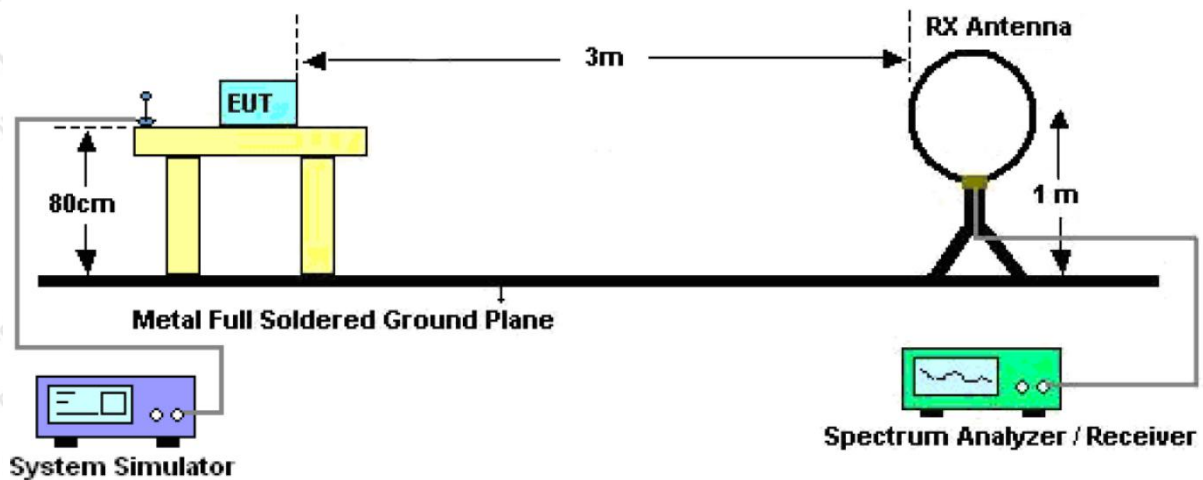 RX Antenna
3m
EUT
80cm
1 m
Metal Full Soldered Ground Plane
System Simulator
Spectrum Analyzer / Receiver